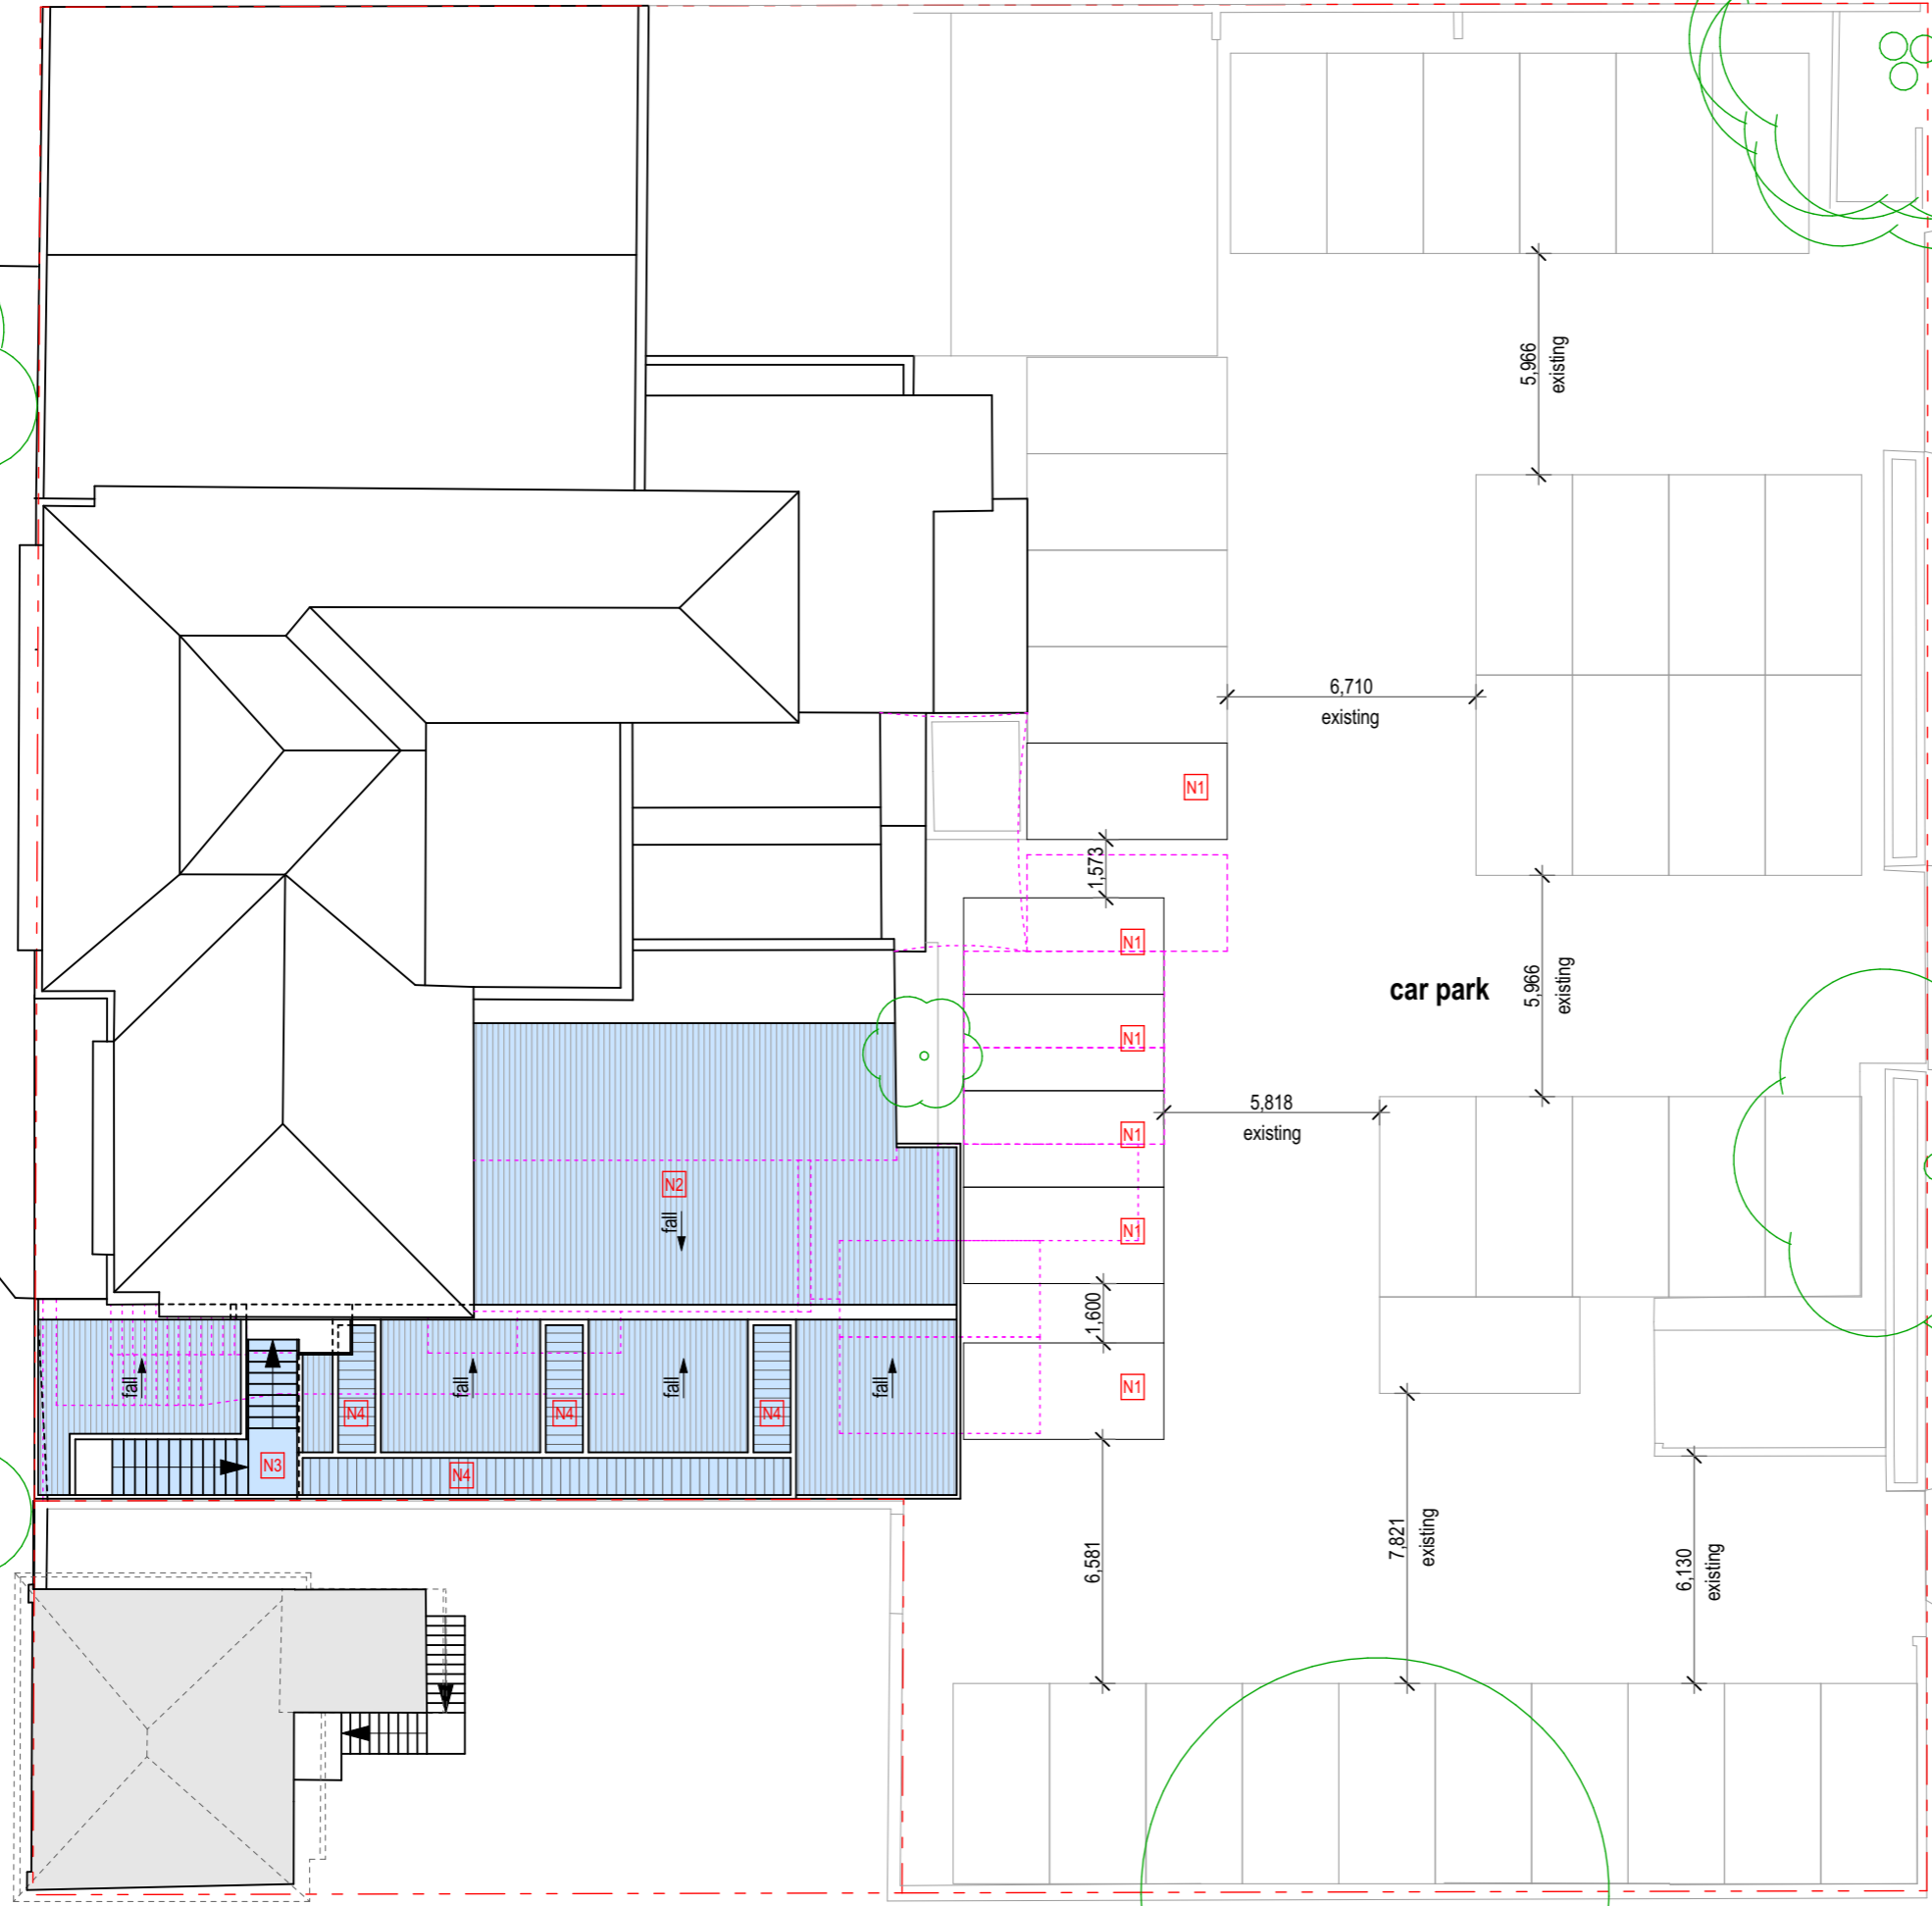 5,966
existing
6,710
existing
N1
1,573
N1
car park
5,966
existing
N1
5,818
existing
N1
N2
fall
N1
1,600
fall
fall
fall
fall
N1
N4
N4
N4
N3
N4
6,581
7,821
existing
6,130
existing